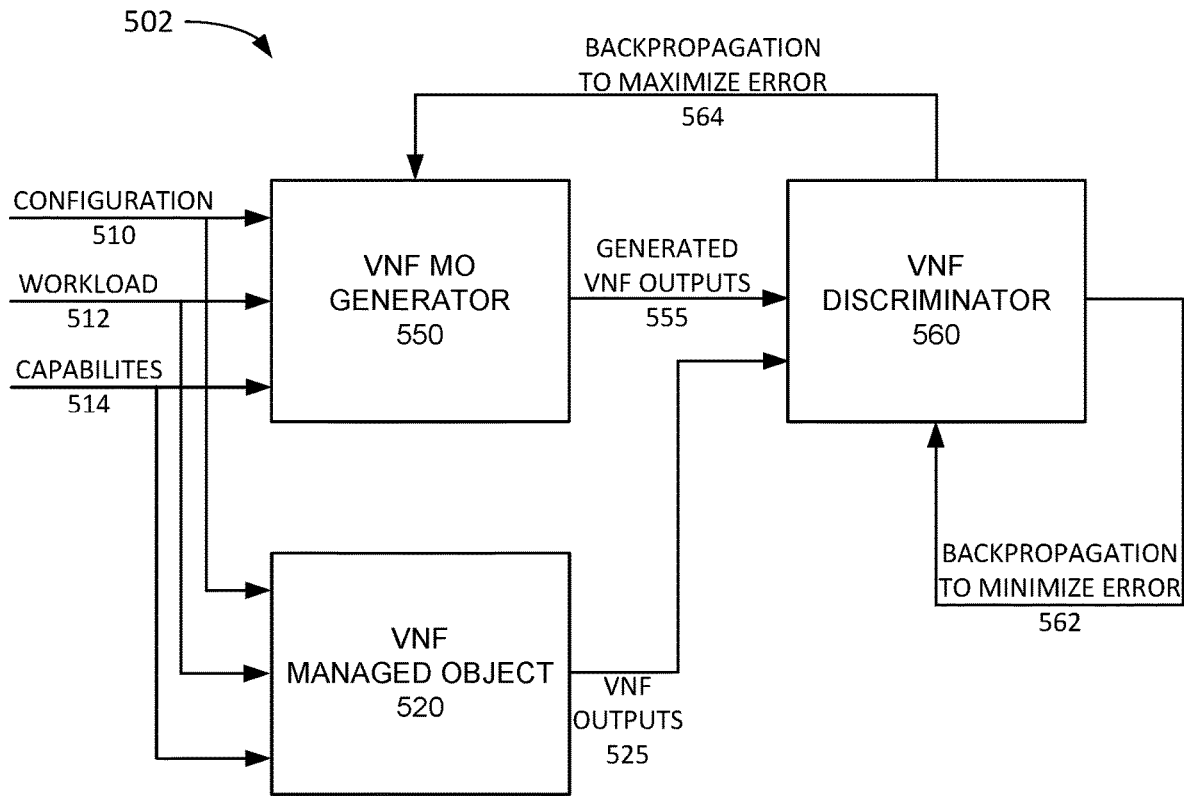 502
BACKPROPAGATION
TO MAXIMIZE ERROR
564
CONFIGURATION
510
WORKLOAD
512
CAPABILITES
514
VNF MO
GENERATOR
550
GENERATED
VNF OUTPUTS
555
VNF
DISCRIMINATOR
560
BACKPROPAGATION
TO MINIMIZE ERROR
562
VNF
MANAGED OBJECT
520
VNF
OUTPUTS
525